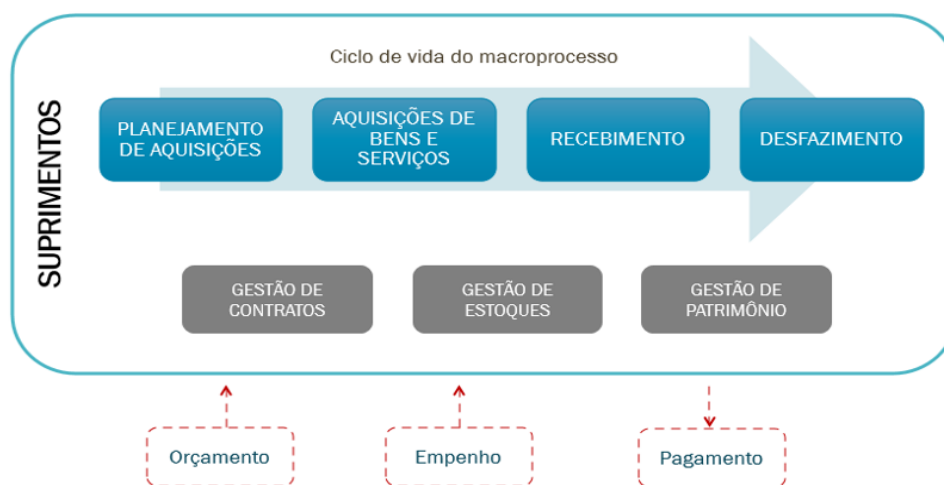 SUPRIMENTOS
Ciclo de vida do macroprocesso
PLANEJAMENTO
DE AQUISIÇÕES
AQUISIÇÕES DE
BENS E
SERVIÇOS
RECEBIMENTO
DESFAZIMENTO
GESTÃO DE
CONTRATOS
GESTÃO DE
ESTOQUES
GESTÃO DE
PATRIMÔNIO
Orçamento
Empenho
Pagamento